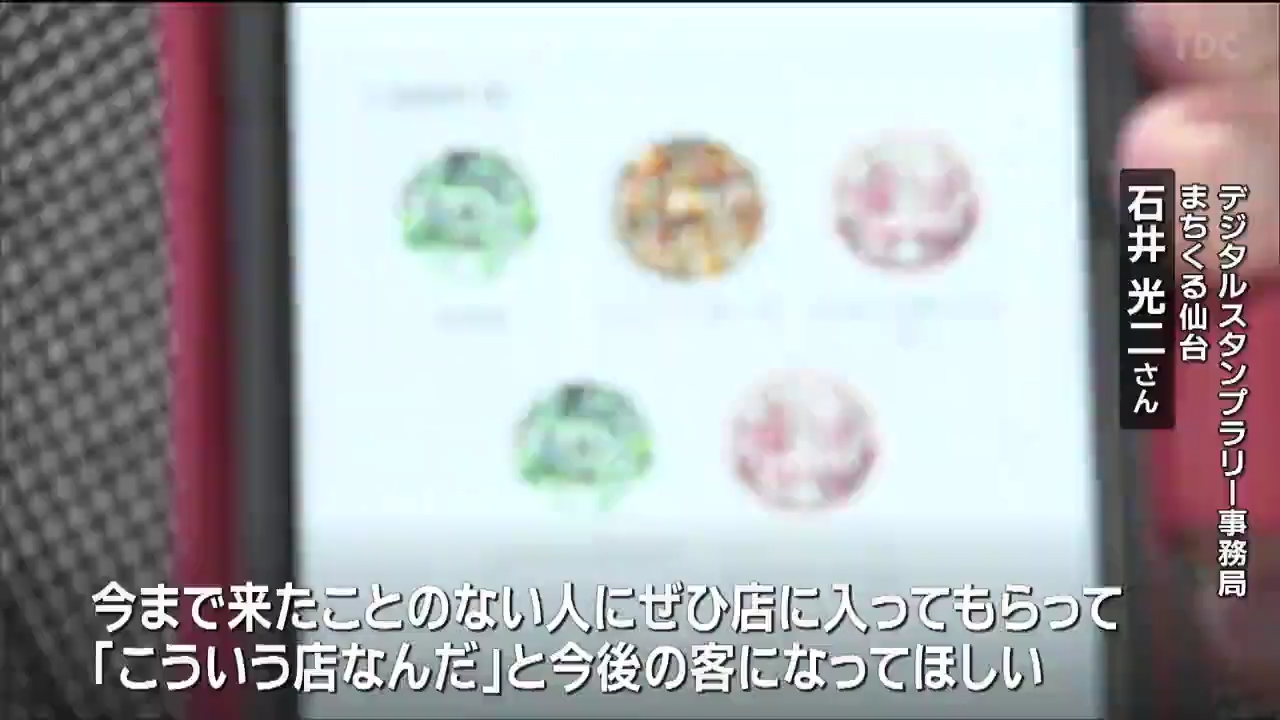 TDC
デジタルスタンプラリー事務局
まちくる仙台
石井 光二さん
今まで来たことのない人にぜひ店に入ってもらって
「こういう店なんだ」と今後の客になってほしい